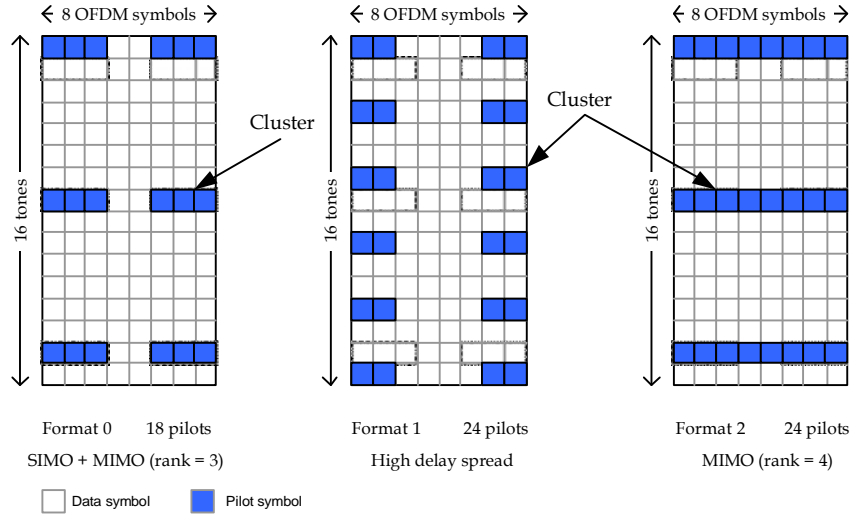 8 OFDM symbols
8 OFDM symbols
8 OFDM symbols
Cluster
Cluster
16 tones
16 tones
16 tones
Format 0 18 pilots
SIMO + MIMO (rank = 3)
Format 1 24 pilots
High delay spread
Format 2 24 pilots
MIMO (rank = 4)
Data symbol
Pilot symbol